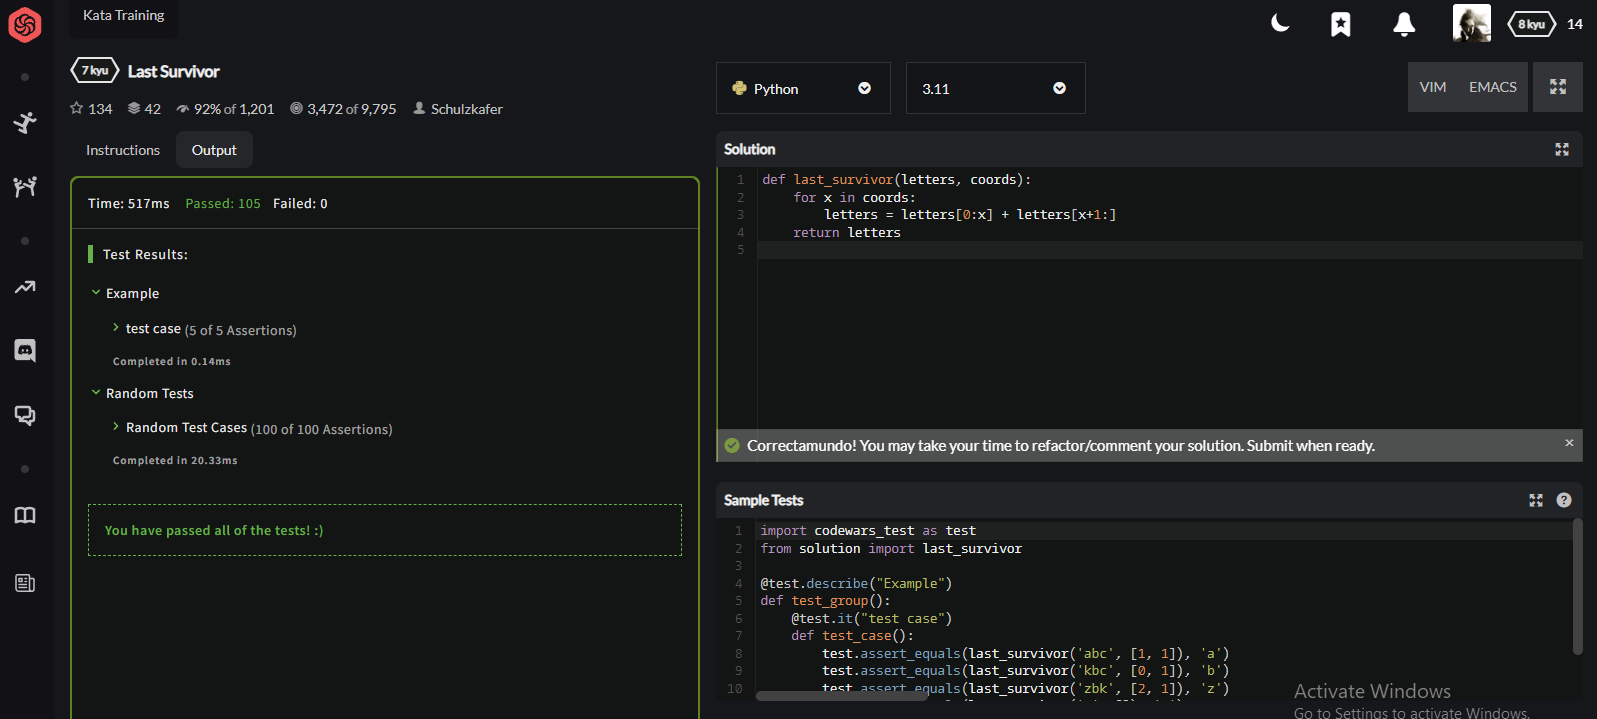 Kata Training
8 kyu 14
7 kyu Last Survivor
134 42 92% of 1,201 3,472 of 9,795 Schulzkafer
Instructions Output
Time: 517ms Passed: 105 Failed: 0
Test Results:
Example
test case (5 of 5 Assertions)
Completed in 0.14ms
Random Tests
Random Test Cases (100 of 100 Assertions)
Completed in 20.33ms
You have passed all of the tests! :)
Python 3.11 VIM EMACS
Solution
1 def last_survivor(letters, coords):
2     for x in coords:
3         letters = letters[0:x] + letters[x+1:]
4     return letters
5
Correctamundo! You may take your time to refactor/comment your solution. Submit when ready. ×
Sample Tests ?
1 import codewars_test as test
2 from solution import last_survivor
3
4 @test.describe("Example")
5 def test_group():
6     @test.it("test case")
7     def test_case():
8         test.assert_equals(last_survivor('abc', [1, 1]), 'a')
9         test.assert_equals(last_survivor('kbc', [0, 1]), 'b')
10         test.assert_equals(last_survivor('zbk', [2, 1]), 'z')
Activate Windows
Go to Settings to activate Windows.